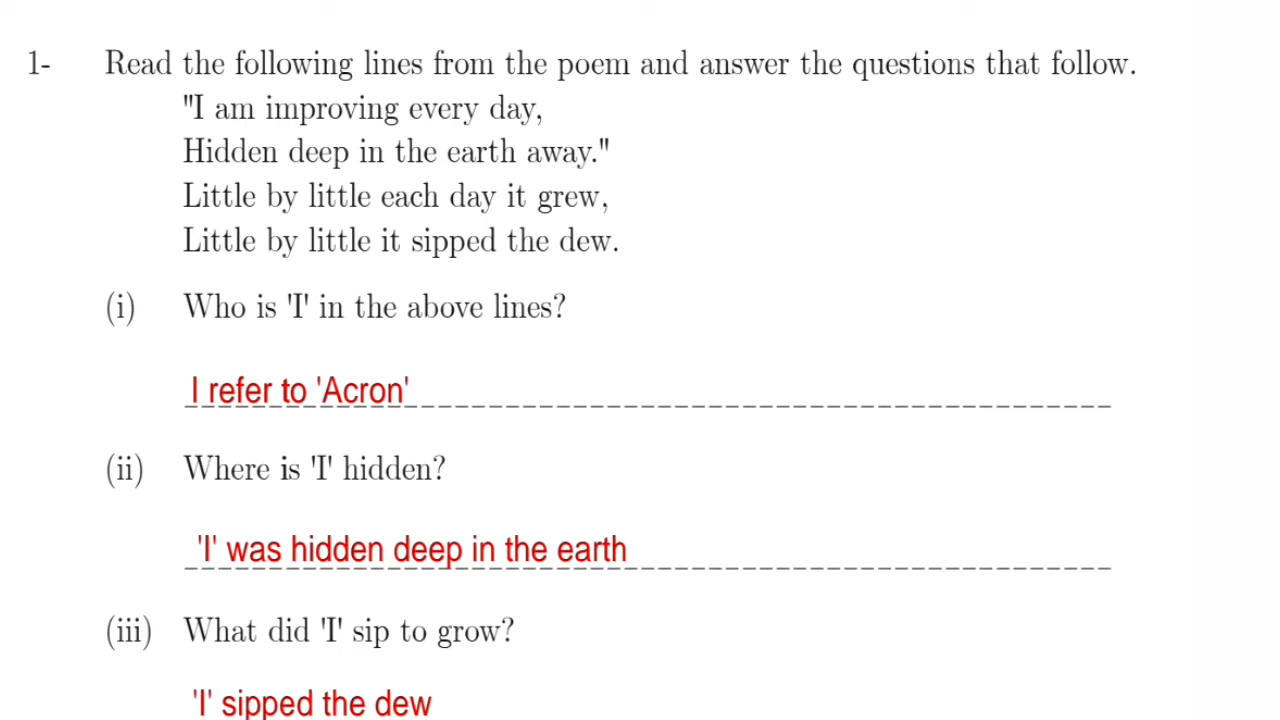 1- Read the following lines from the poem and answer the questions that follow.
"I am improving every day,
Hidden deep in the earth away."
Little by little each day it grew,
Little by little it sipped the dew.
(i) Who is 'I' in the above lines?
I refer to 'Acron'
(ii) Where is 'I' hidden?
'I' was hidden deep in the earth
(iii) What did 'I' sip to grow?
'I' sipped the dew